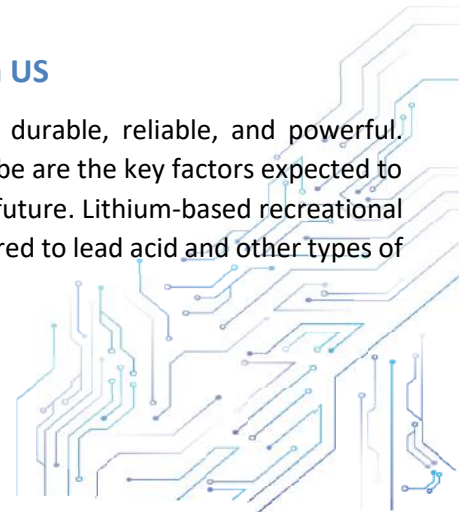 US
durable, reliable, and powerful.
be are the key factors expected to
future. Lithium-based recreational
red to lead acid and other types of